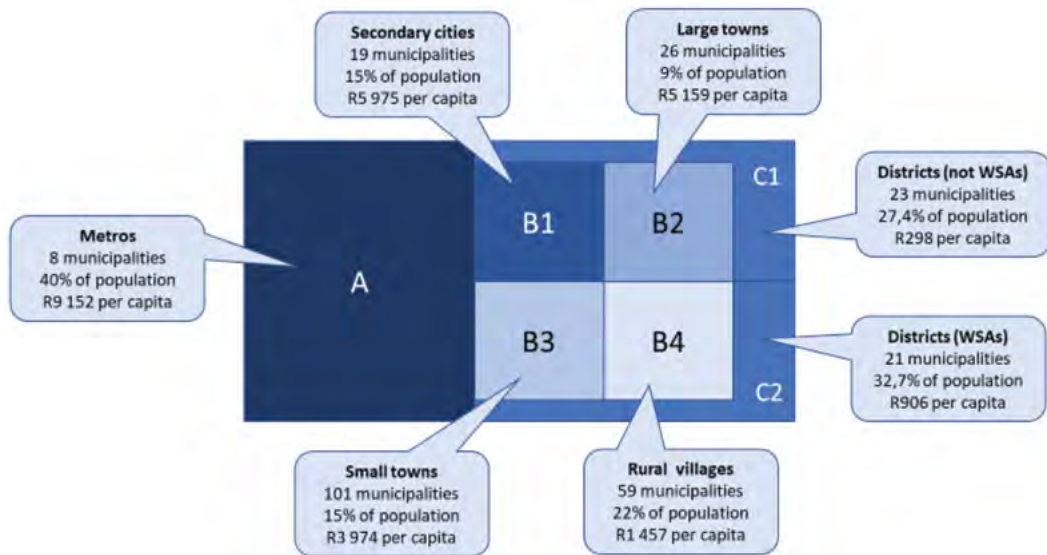 Secondary cities
19 municipalities
15% of population
R5 975 per capita
Large towns
26 municipalities
9% of population
R5 159 per capita
Metros
8 municipalities
40% of population
R9 152 per capita
A
B1
B2
C1
Districts (not WSAs)
23 municipalities
27,4% of population
R298 per capita
B3
B4
C2
Districts (WSAs)
21 municipalities
32,7% of population
R906 per capita
Small towns
101 municipalities
15% of population
R3 974 per capita
Rural villages
59 municipalities
22% of population
R1 457 per capita